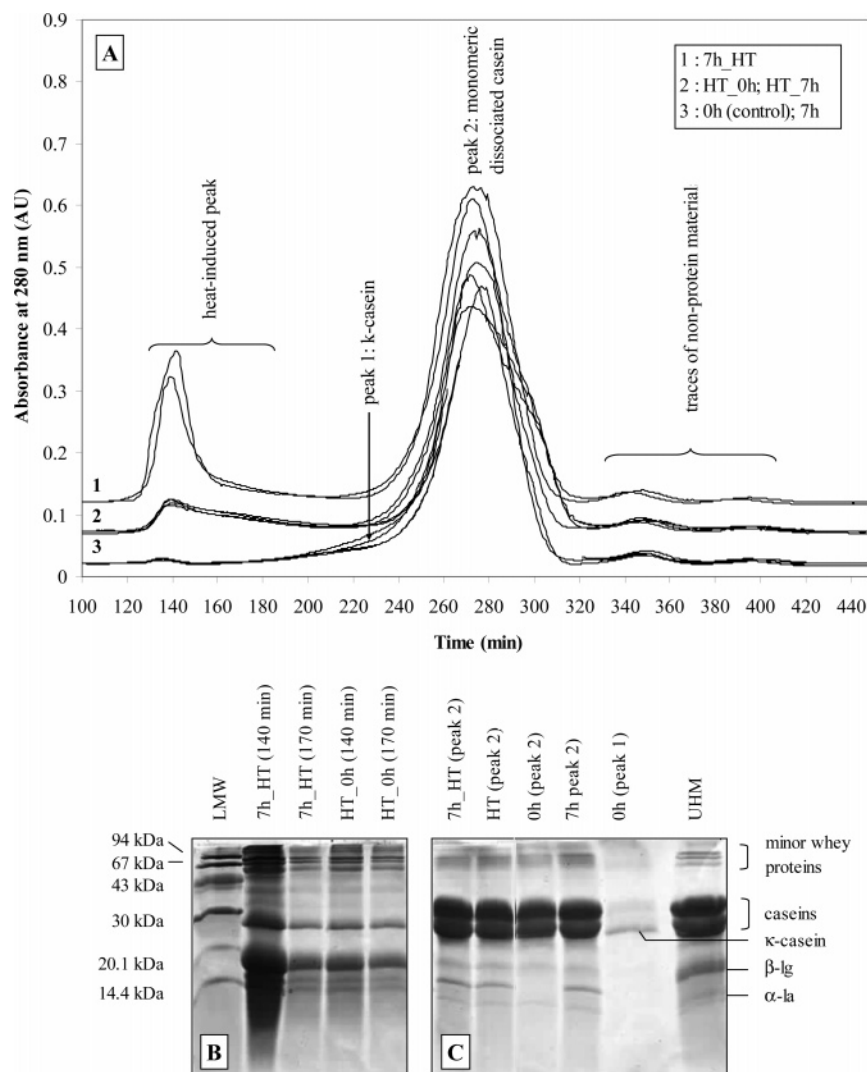 A
1 : 7h_HT
2 : HT_0h; HT_7h
3 : 0h (control); 7h
Absorbance at 280 nm (AU)
0.9
0.8
0.7
0.6
0.5
0.4
0.3
0.2
0.1
0
heat-induced peak
peak 1: k-casein
peak 2: monomeric
dissociated casein
traces of non-protein material
1
2
3
100 120 140 160 180 200 220 240 260 280 300 320 340 360 380 400 420 440
Time (min)
LMW
7h_HT (140 min)
7h_HT (170 min)
HT_0h (140 min)
HT_0h (170 min)
94 kDa
67 kDa
43 kDa
30 kDa
20.1 kDa
14.4 kDa
B
7h_HT (peak 2)
HT (peak 2)
0h (peak 2)
7h peak 2)
0h (peak 1)
UHM
minor whey
proteins
caseins
κ-casein
β-lg
α-la
C